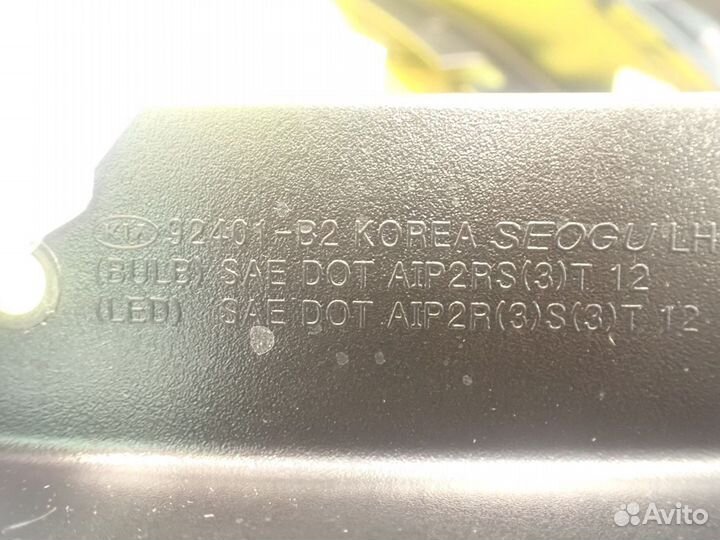 KIA 92401-B2 KOREA SEOGU LH
(BULB) SAE DOT AIP2RS(3)T 12
(LED) SAE DOT AIP2R(3)S(3)T 12
Avito